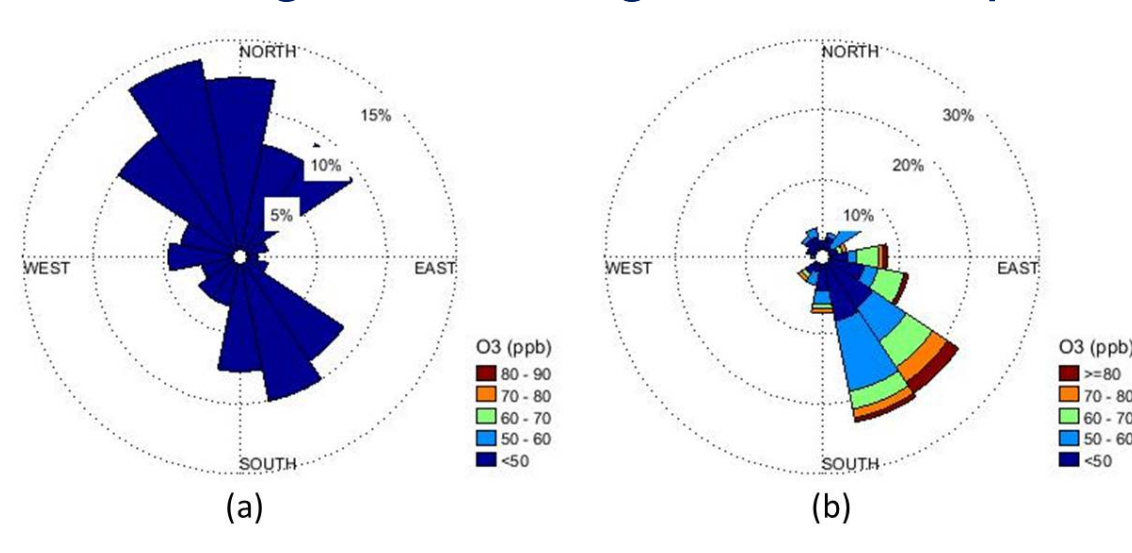 NORTH
15%
10%
5%
WEST
EAST
SOUTH
O3 (ppb)
80 - 90
70 - 80
60 - 70
50 - 60
<50
(a)
NORTH
30%
20%
10%
WEST
EAST
SOUTH
O3 (ppb)
>=80
70 - 80
60 - 70
50 - 60
<50
(b)